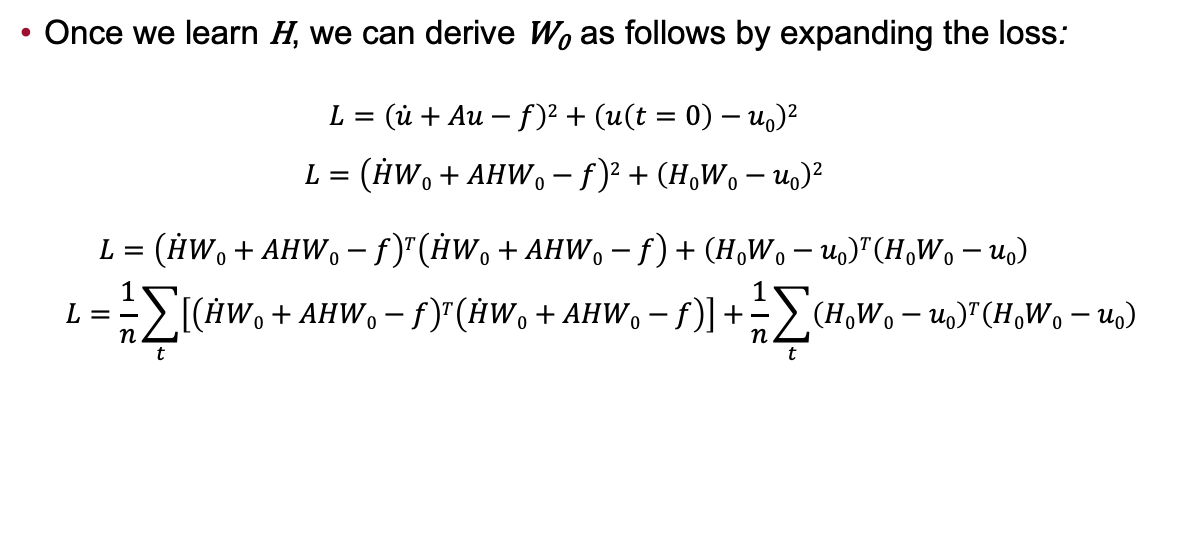 • Once we learn H, we can derive W₀ as follows by expanding the loss:
L = (u̇ + Au − f)² + (u(t = 0) − u₀)²
L = (ḢW₀ + AHW₀ − f)² + (H₀W₀ − u₀)²
L = (ḢW₀ + AHW₀ − f)ᵀ(ḢW₀ + AHW₀ − f) + (H₀W₀ − u₀)ᵀ(H₀W₀ − u₀)
L = 1/n ∑ₜ [(ḢW₀ + AHW₀ − f)ᵀ(ḢW₀ + AHW₀ − f)] + 1/n ∑ₜ (H₀W₀ − u₀)ᵀ(H₀W₀ − u₀)